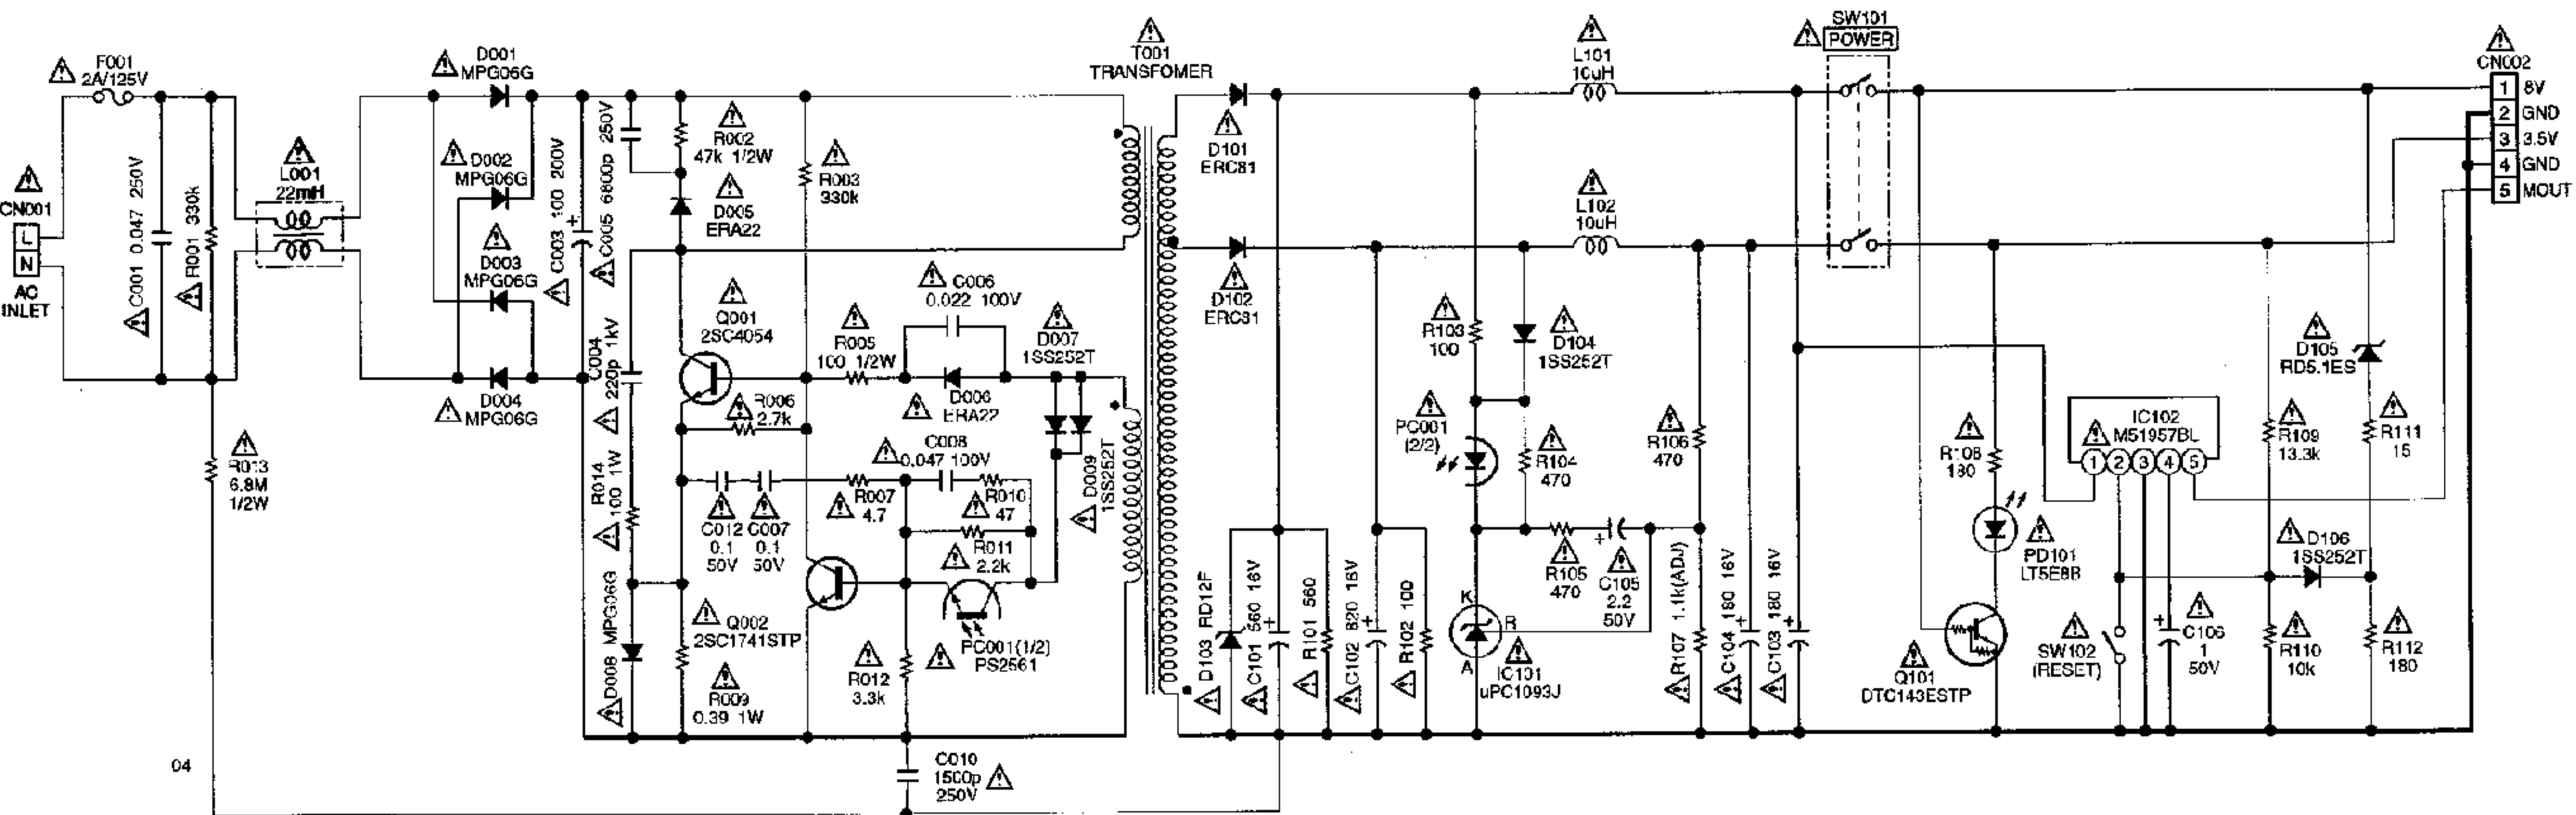 F001
2A/125V
CN001
L
N
AC
INLET
C001 0.047 250V
R001 330k
L001
22mH
R013
6.8M
1/2W
04
D001
MPG06G
D002
MPG06G
D003
MPG06G
D004
MPG06G
C003 100 200V
+
C005 6800p 250V
R002
47k 1/2W
D005
ERA22
R003
330k
C004
220p 1kV
R014
100 1W
D008 MPG06G
Q001
2SC4054
R005
100 1/2W
C006
0.022 100V
D006
ERA22
D007
1SS252T
D009
1SS252T
R006
2.7k
C008
0.047 100V
C012
0.1
50V
C007
0.1
50V
R007
4.7
R010
47
R011
2.2k
Q002
2SC1741STP
R009
0.39 1W
R012
3.3k
PC001(1/2)
PS2561
C010
1500p
250V
T001
TRANSFOMER
D101
ERC81
D102
ERC81
D103 RD12F
C101 560 16V
+
R101 560
C102 820 16V
+
R102 100
L101
10uH
L102
10uH
R103
100
D104
1SS252T
PC001
(2/2)
R104
470
R105
470
+
C105
2.2
50V
K
R
A
IC101
uPC1093J
R106
470
R107 1.1k(ADJ)
C104 180 16V
+
C103 180 16V
+
SW101
POWER
R108
180
PD101
LT5E8B
Q101
DTC143ESTP
IC102
M51957BL
1 2 3 4 5
SW102
(RESET)
+
C106
1
50V
R109
13.3k
R110
10k
D105
RD5.1ES
R111
15
D106
1SS252T
R112
180
CN002
1 8V
2 GND
3 3.5V
4 GND
5 MOUT